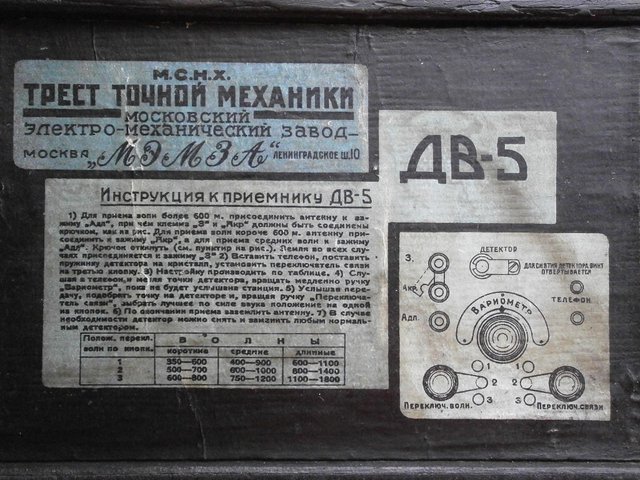 М.С.Н.Х.
ТРЕСТ ТОЧНОЙ МЕХАНИКИ
МОСКОВСКИЙ
ЭЛЕКТРО-МЕХАНИЧЕСКИЙ ЗАВОД–
МОСКВА „МЭМЗА“ ЛЕНИНГРАДСКОЕ Ш.10
ДВ-5
Инструкция к приемнику ДВ-5
1) Для приема волн более 600 м. присоединить антенну к за-
жиму „Адл“, при чем клемма „З“ и „Якр“ должны быть соединены
крючком, как на рис. Для приема волн короче 600 м. антенну при-
соединить к зажиму „Якр“, а для приема средних волн к зажиму
„Адл“. Крючок откинуть (см. пунктир на рис.). Земля во всех слу-
чаях присоединяется к зажиму „З“ 2) Вставить телефон, поставить
пружинку детектора на кристалл, установить переключатель связи
на третью кнопку. 3) Настройку производить по таблице. 4) Слу-
шая в телефон, и меняя точки детектора, вращать медленно ручку
„Вариометр“, пока не будет услышана станция. 5) Услышав пере-
дачу, подобрать точку на детекторе и, вращая ручку „Переключа-
тель связи“, выбрать лучшее по силе звука положение на одной
из кнопок. 6) По окончании приема заземлить антенну. 7) В случае
необходимости детектор можно снять и заменить любым нормаль-
ным детектором.
Полож. перекл. волн по кнопк.
ВОЛНЫ
короткие средние длинные
1 350—500 400—900 600—1100
2 500—700 600—1000 800—1400
3 600—800 750—1200 1100—1800
ДЕТЕКТОР
З.
ДЛЯ СНЯТИЯ ДЕТЕКТОРА ВИНТ
ОТВЕРТЫВАЕТСЯ
Акр.
ТЕЛЕФОН
Адл.
ВАРИОМЕТР
1 1
2 2
3 3
ПЕРЕКЛЮЧ. ВОЛН. ПЕРЕКЛЮЧ. СВЯЗИ